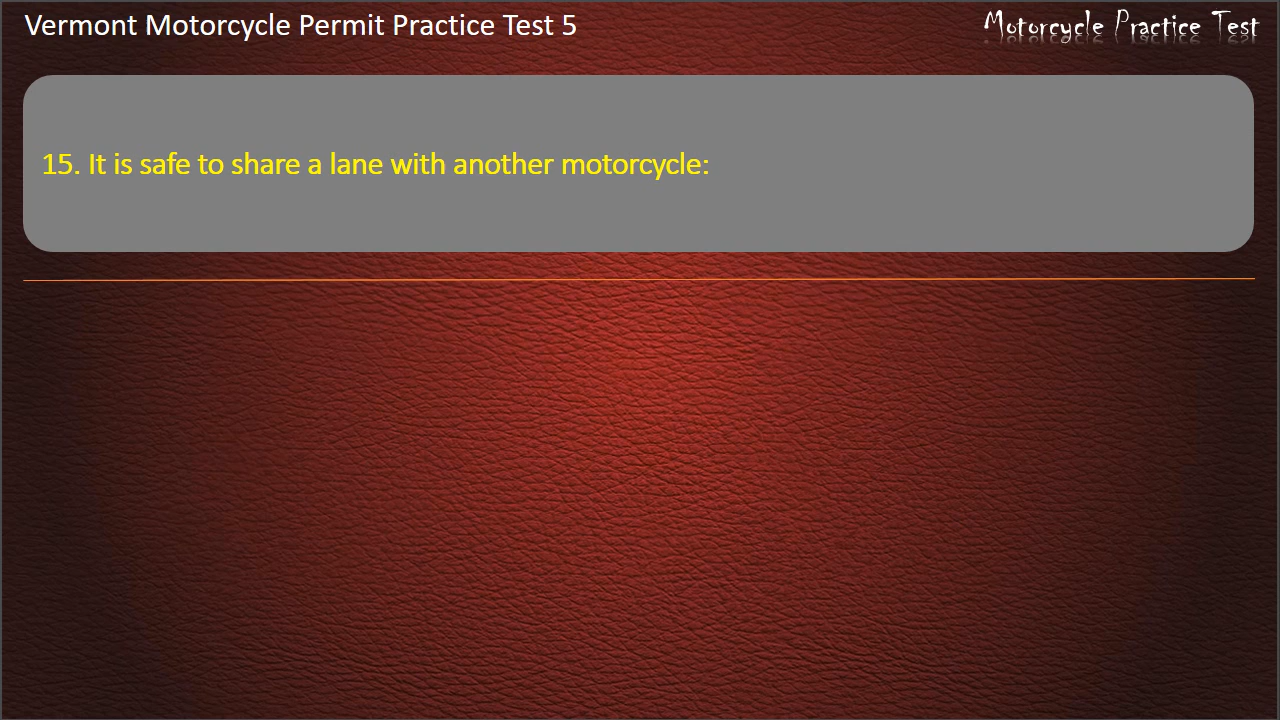 Vermont Motorcycle Permit Practice Test 5
Motorcycle Practice Test
15. It is safe to share a lane with another motorcycle: